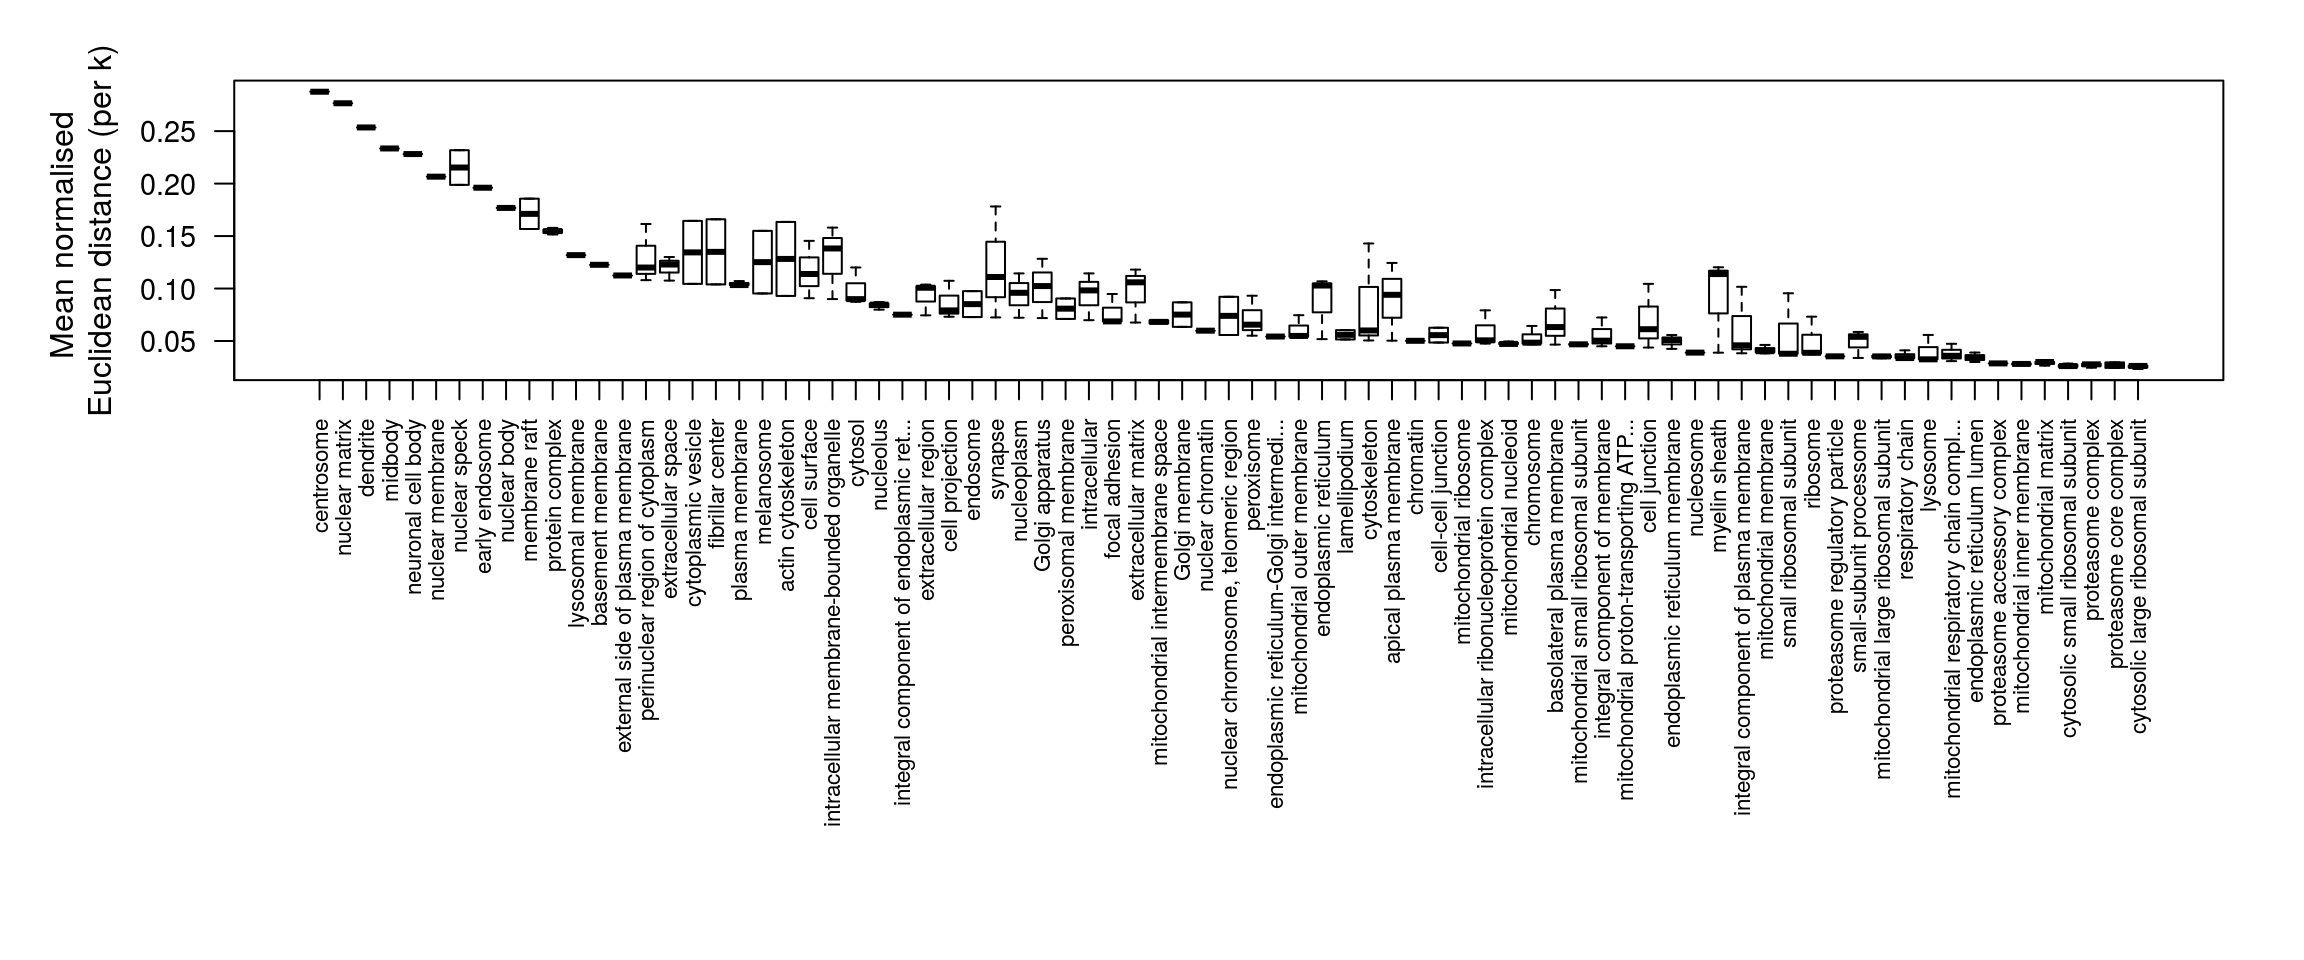 Mean normalised
Euclidean distance (per k)
0.25
0.20
0.15
0.10
0.05
centrosome
nuclear matrix
dendrite
midbody
neuronal cell body
nuclear membrane
nuclear speck
early endosome
nuclear body
membrane raft
protein complex
lysosomal membrane
basement membrane
external side of plasma membrane
perinuclear region of cytoplasm
extracellular space
cytoplasmic vesicle
fibrillar center
plasma membrane
melanosome
actin cytoskeleton
cell surface
intracellular membrane-bounded organelle
cytosol
nucleolus
integral component of endoplasmic ret...
extracellular region
cell projection
endosome
synapse
nucleoplasm
Golgi apparatus
peroxisomal membrane
intracellular
focal adhesion
extracellular matrix
mitochondrial intermembrane space
Golgi membrane
nuclear chromatin
nuclear chromosome, telomeric region
peroxisome
endoplasmic reticulum-Golgi intermedi...
mitochondrial outer membrane
endoplasmic reticulum
lamellipodium
cytoskeleton
apical plasma membrane
chromatin
cell-cell junction
mitochondrial ribosome
intracellular ribonucleoprotein complex
mitochondrial nucleoid
chromosome
basolateral plasma membrane
mitochondrial small ribosomal subunit
integral component of membrane
mitochondrial proton-transporting ATP...
cell junction
endoplasmic reticulum membrane
nucleosome
myelin sheath
integral component of plasma membrane
mitochondrial membrane
small ribosomal subunit
ribosome
proteasome regulatory particle
small-subunit processome
mitochondrial large ribosomal subunit
respiratory chain
lysosome
mitochondrial respiratory chain compl...
endoplasmic reticulum lumen
proteasome accessory complex
mitochondrial inner membrane
mitochondrial matrix
cytosolic small ribosomal subunit
proteasome complex
proteasome core complex
cytosolic large ribosomal subunit